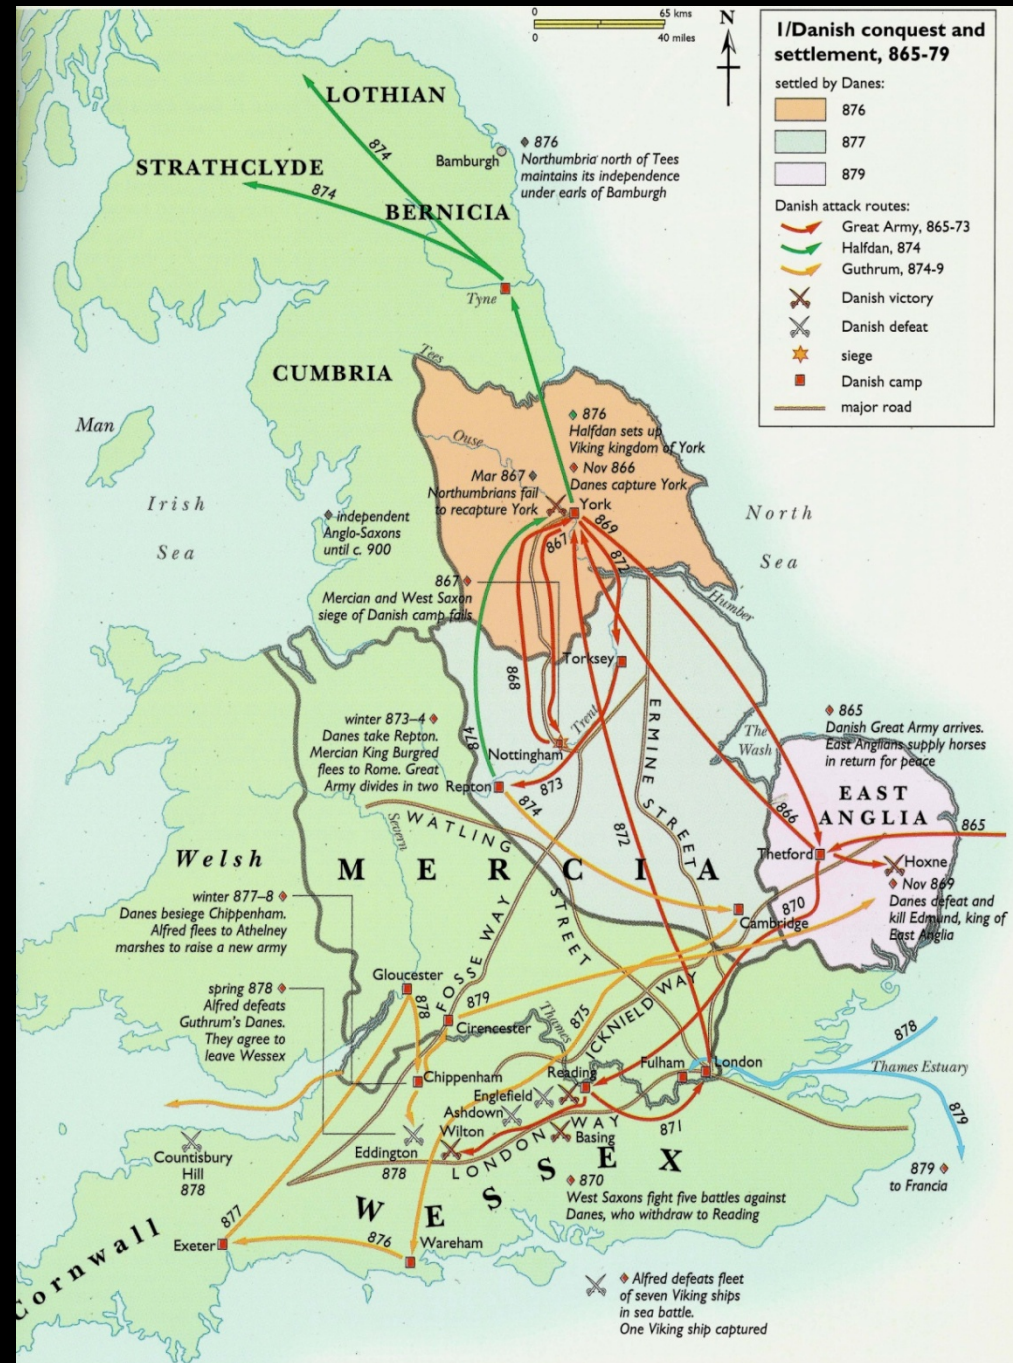 0
65 kms
0
40 miles
N
1/Danish conquest and
settlement, 865-79
settled by Danes:
876
877
879
Danish attack routes:
Great Army, 865-73
Halfdan, 874
Guthrum, 874-9
Danish victory
Danish defeat
siege
Danish camp
major road
LOTHIAN
874
STRATHCLYDE
874
Bamburgh
876
Northumbria north of Tees
maintains its independence
under earls of Bamburgh
BERNICIA
Tyne
Tees
CUMBRIA
Man
Ouse
876
Halfdan sets up
Viking kingdom of York
Nov 866
Danes capture York
Mar 867
Northumbrians fail
to recapture York
York
Irish
Sea
North
Sea
independent
Anglo-Saxons
until c. 900
867
869
872
867
Mercian and West Saxon
siege of Danish camp fails
Humber
Torksey
868
Trent
ERMINE STREET
winter 873–4
Danes take Repton.
Mercian King Burgred
flees to Rome. Great
Army divides in two
874
Nottingham
Repton
873
874
The
Wash
865
Danish Great Army arrives.
East Anglians supply horses
in return for peace
EAST
ANGLIA
866
865
872
WATLING STREET
Severn
Welsh
MERCIA
Thetford
Hoxne
Nov 869
Danes defeat and
kill Edmund, king of
East Anglia
870
Cambridge
winter 877–8
Danes besiege Chippenham.
Alfred flees to Athelney
marshes to raise a new army
FOSSE WAY
Gloucester
878
879
Cirencester
Thames
875
ICKNIELD WAY
spring 878
Alfred defeats
Guthrum's Danes.
They agree to
leave Wessex
Chippenham
Reading
Fulham
London
878
Thames Estuary
879
Englefield
Ashdown
Wilton
Basing
871
LONDON WAY
Countisbury
Hill
878
Eddington
878
WESSEX
870
West Saxons fight five battles against
Danes, who withdraw to Reading
879
to Francia
Cornwall
877
Exeter
876
Wareham
Alfred defeats fleet
of seven Viking ships
in sea battle.
One Viking ship captured